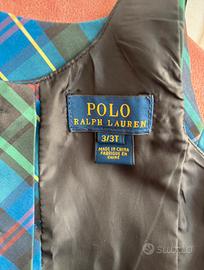 POLO
RALPH LAUREN
3/3T
MADE IN CHINA
FABRIQUÉ EN
CHINE
Subito